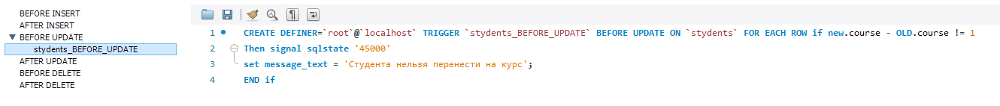 BEFORE INSERT
AFTER INSERT
BEFORE UPDATE
stydents_BEFORE_UPDATE
AFTER UPDATE
BEFORE DELETE
AFTER DELETE
1 CREATE DEFINER=`root`@`localhost` TRIGGER `stydents_BEFORE_UPDATE` BEFORE UPDATE ON `students` FOR EACH ROW if new.course - OLD.course != 1
2 Then signal sqlstate '45000'
3 set message_text = 'Студента нельзя перенести на курс';
4 END if